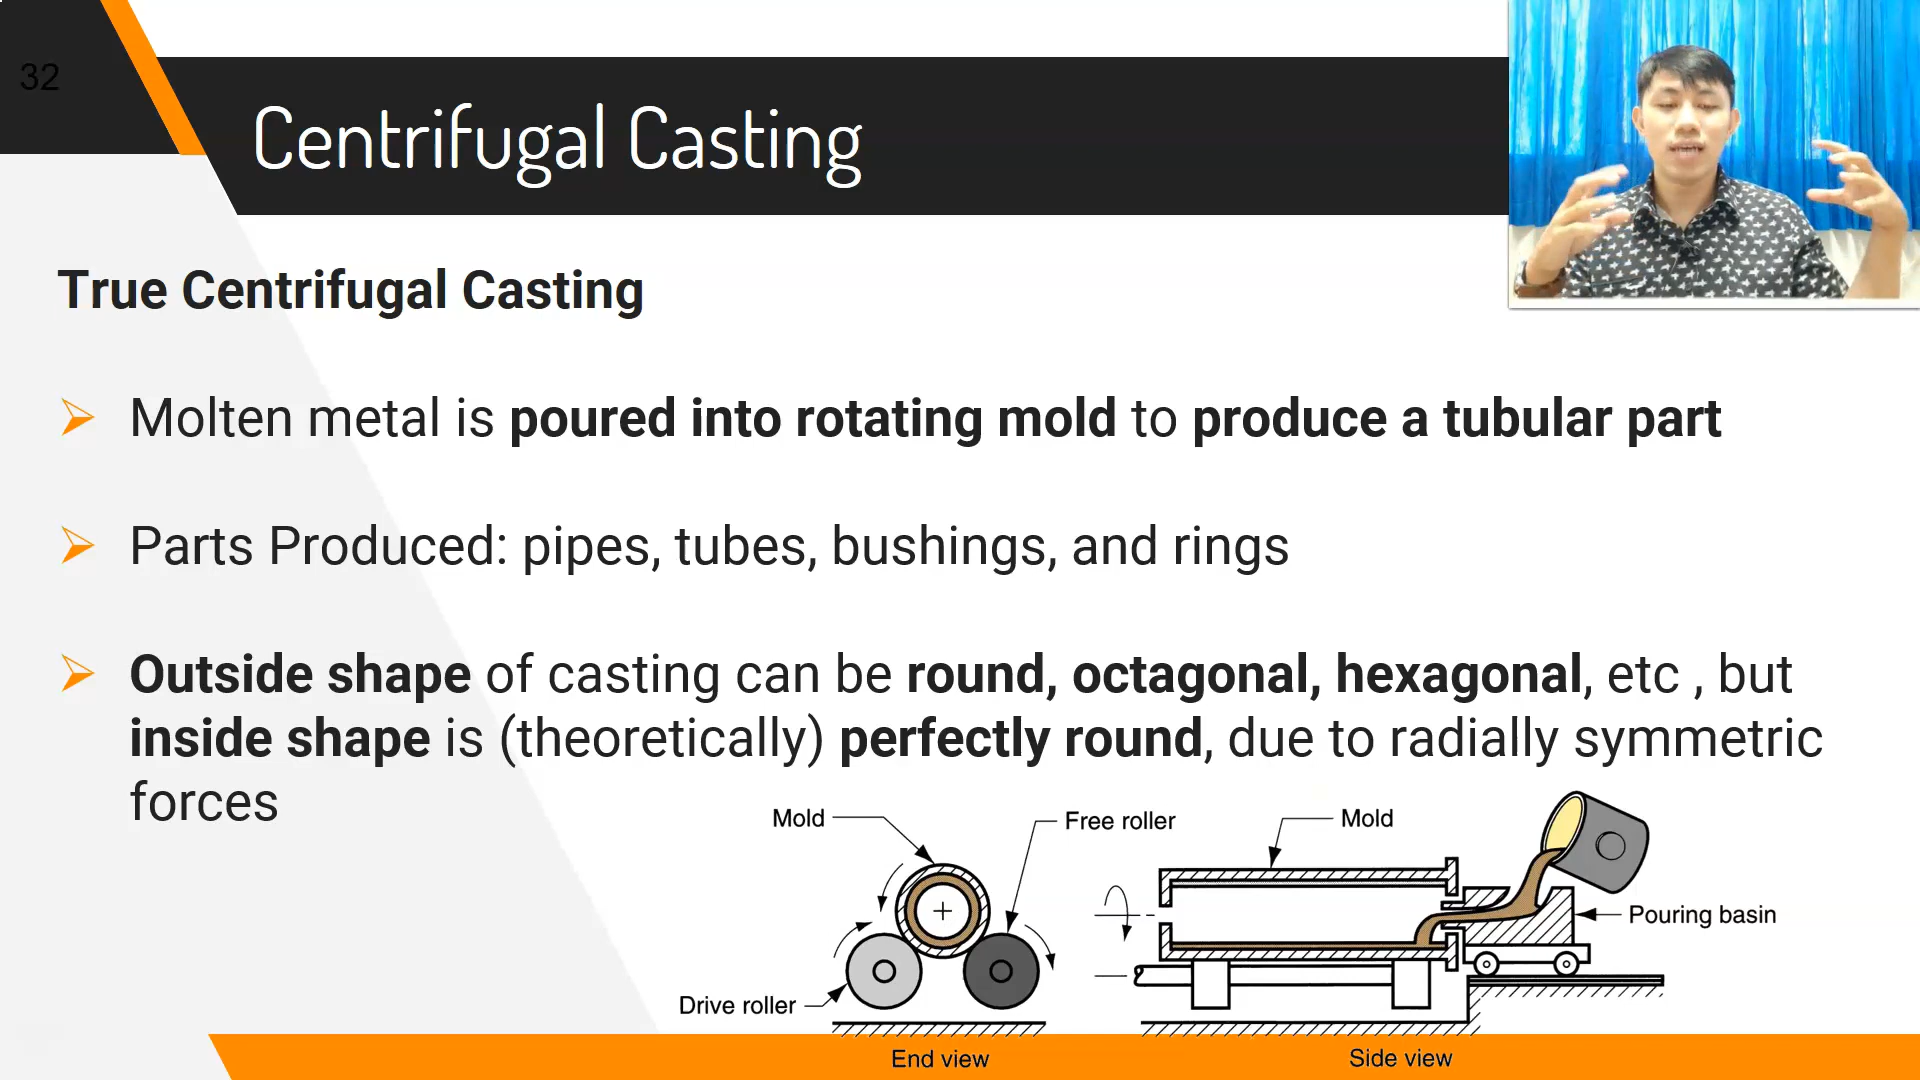 32
Centrifugal Casting
True Centrifugal Casting
Molten metal is poured into rotating mold to produce a tubular part
Parts Produced: pipes, tubes, bushings, and rings
Outside shape of casting can be round, octagonal, hexagonal, etc , but
inside shape is (theoretically) perfectly round, due to radially symmetric
forces
Mold
Free roller
Mold
Pouring basin
Drive roller
End view
Side view